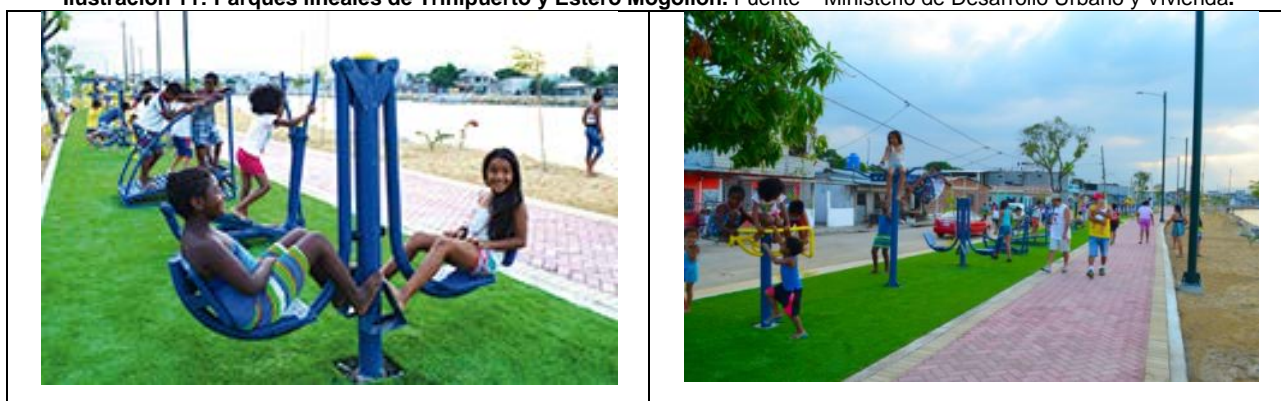 Ilustración 11: Parques lineales de Trinipuerto y Estero Mogollón. Fuente – Ministerio de Desarrollo Urbano y Vivienda.